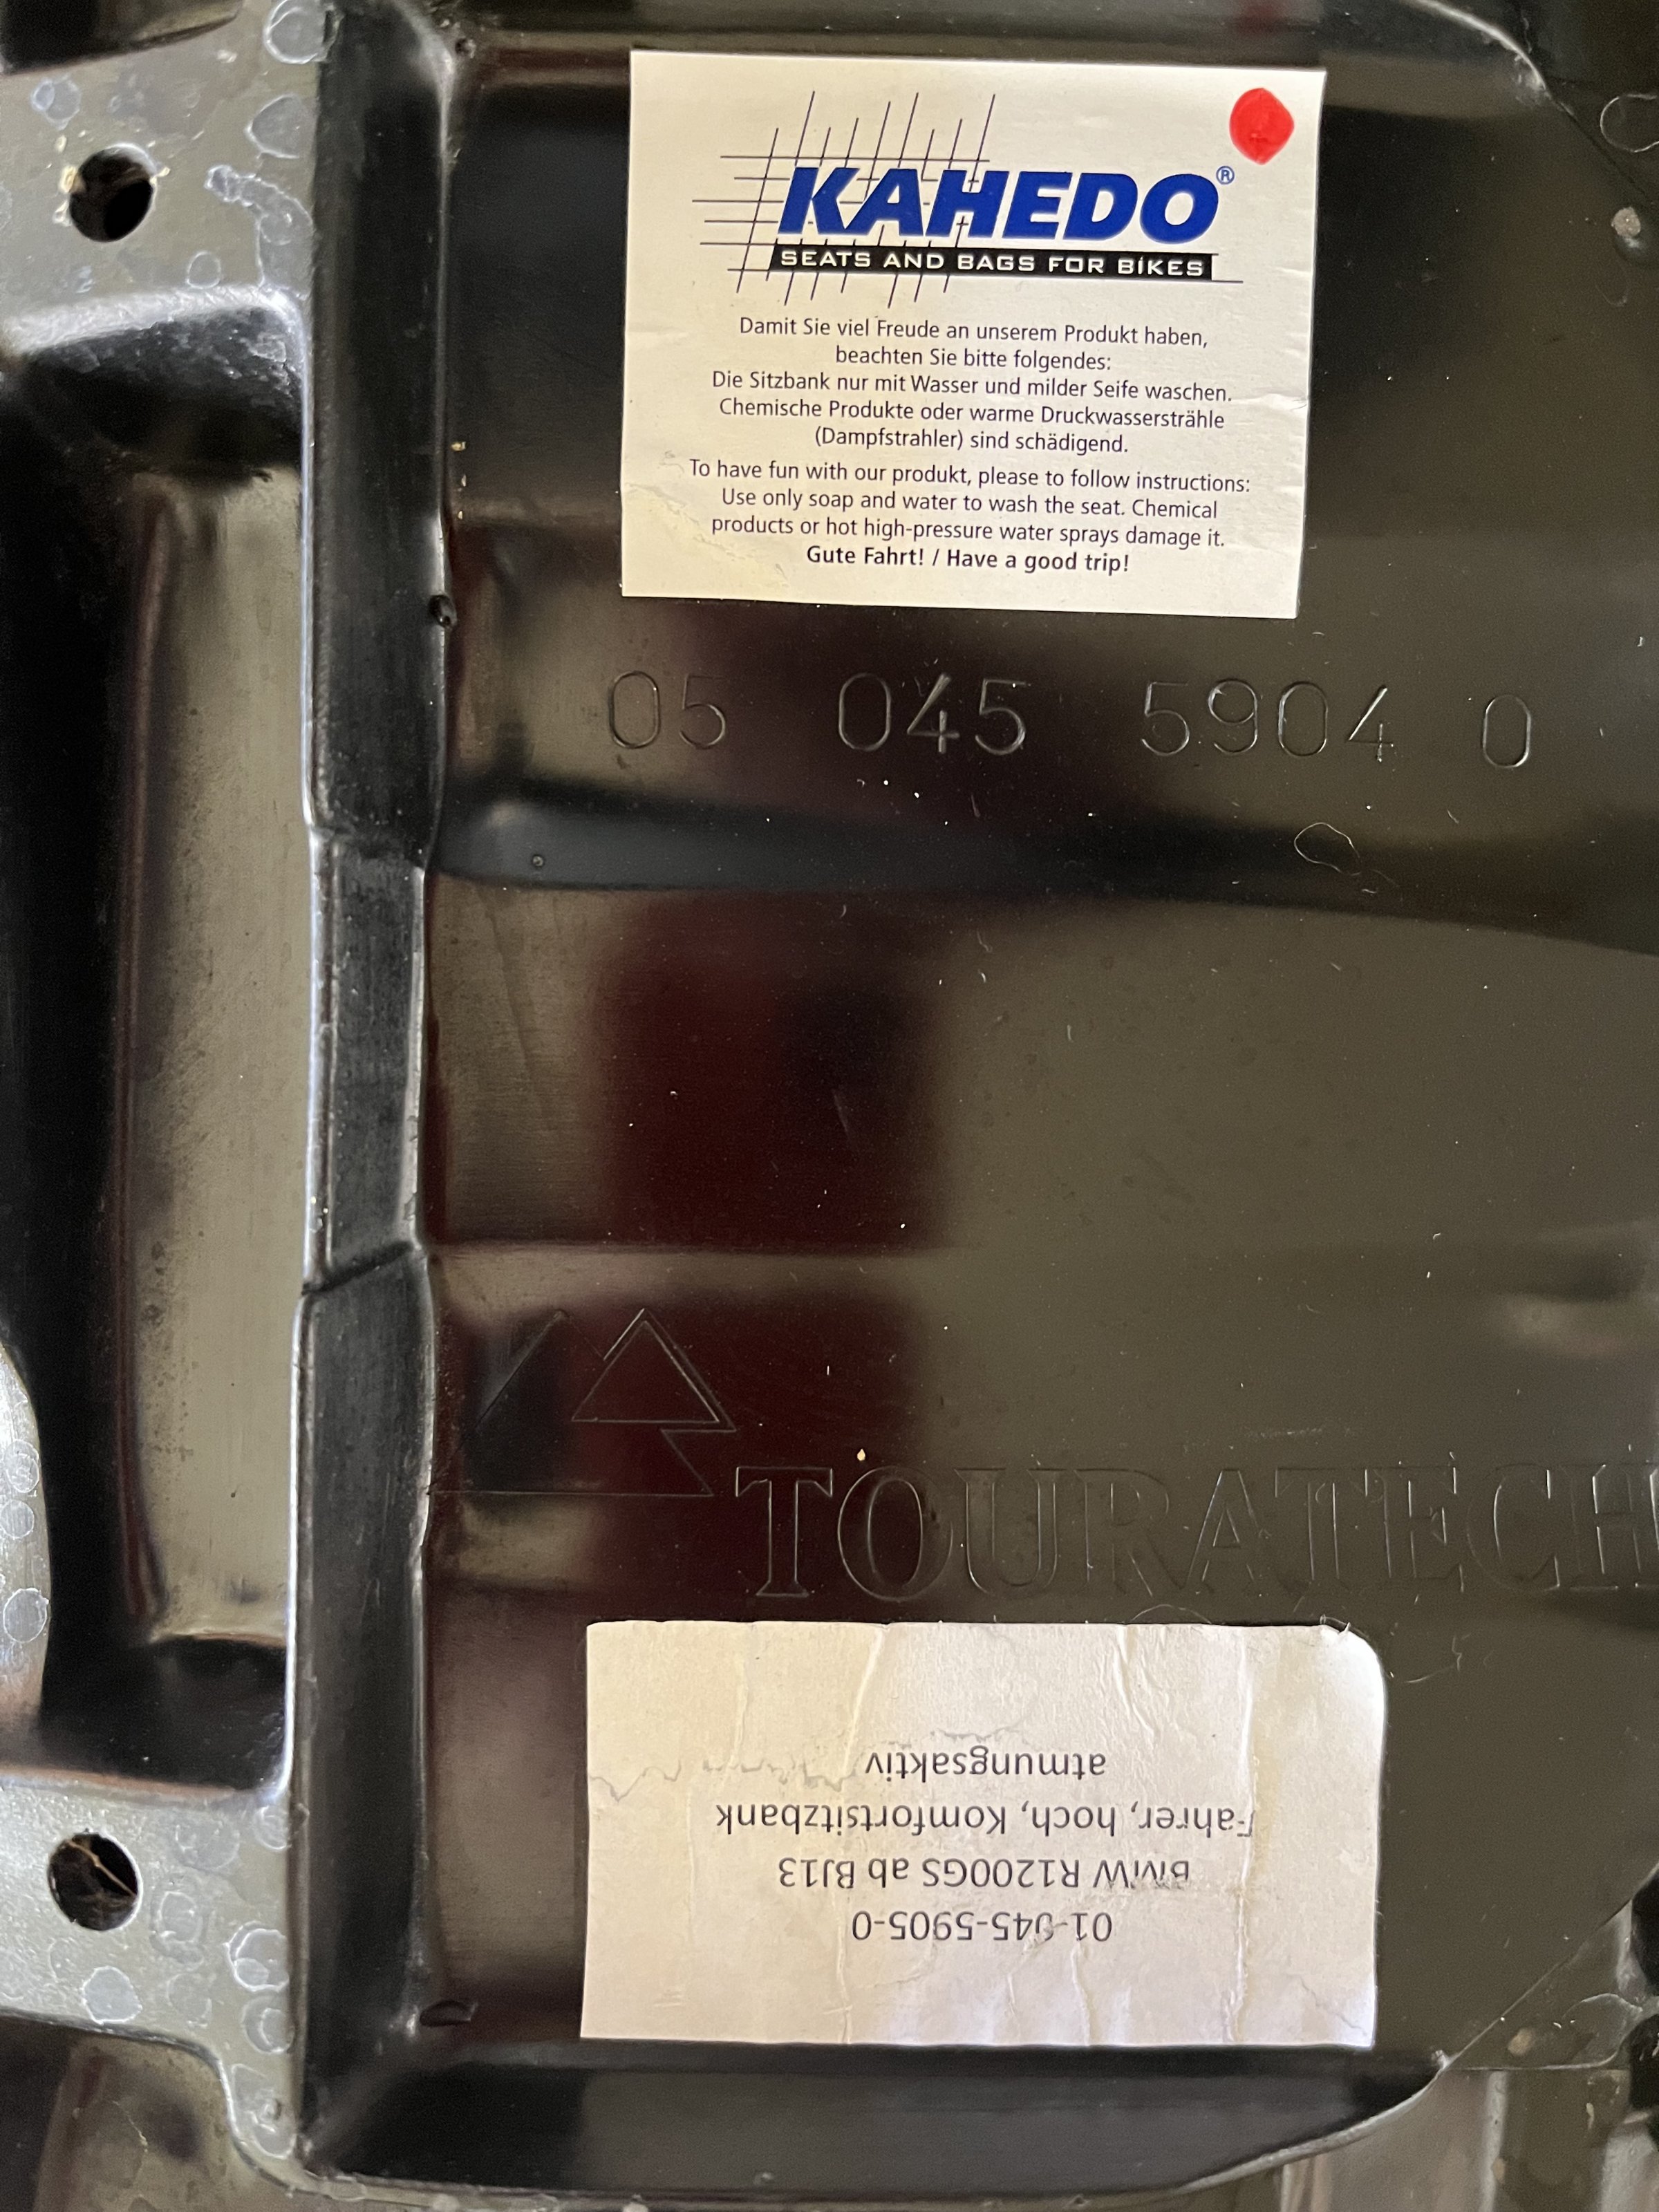 KAHEDO®
SEATS AND BAGS FOR BIKES
Damit Sie viel Freude an unserem Produkt haben,
beachten Sie bitte folgendes:
Die Sitzbank nur mit Wasser und milder Seife waschen.
Chemische Produkte oder warme Druckwassersträhle
(Dampfstrahler) sind schädigend.
To have fun with our produkt, please to follow instructions:
Use only soap and water to wash the seat. Chemical
products or hot high-pressure water sprays damage it.
Gute Fahrt! / Have a good trip!
05 045 5904 0
TOURATECH
01-045-5905-0
BMW R1200GS ab BJ13
Fahrer, hoch, Komfortsitzbank
atmungsaktiv